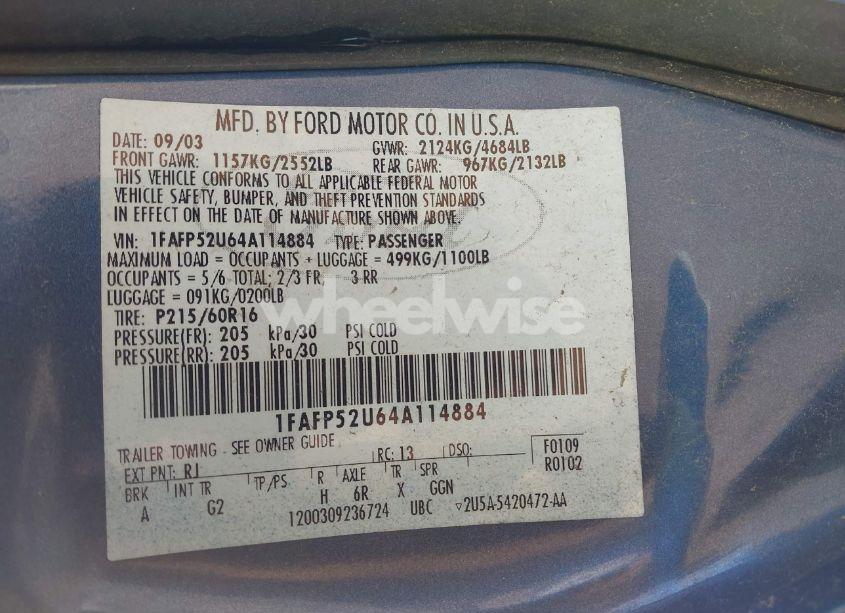 MFD. BY FORD MOTOR CO. IN U.S.A.
DATE: 09/03 GVWR: 2124KG/4684LB
FRONT GAWR: 1157KG/2552LB REAR GAWR: 967KG/2132LB
THIS VEHICLE CONFORMS TO ALL APPLICABLE FEDERAL MOTOR
VEHICLE SAFETY, BUMPER, AND THEFT PREVENTION STANDARDS
IN EFFECT ON THE DATE OF MANUFACTURE SHOWN ABOVE.
VIN: 1FAFP52U64A114884 TYPE: PASSENGER
MAXIMUM LOAD = OCCUPANTS + LUGGAGE = 499KG/1100LB
OCCUPANTS = 5/6 TOTAL; 2/3 FR, 3 RR
LUGGAGE = 091KG/0200LB
wheelwise
TIRE: P215/60R16
PRESSURE(FR): 205 kPa/30 PSI COLD
PRESSURE(RR): 205 kPa/30 PSI COLD
1FAFP52U64A114884
TRAILER TOWING - SEE OWNER GUIDE
EXT PNT: RJ RC: 13 DSO: F0109
R0102
BRK INT TR TP/PS R AXLE TR SPR
A G2 H 6R X GGN
1200309236724 UBC ▽2U5A-5420472-AA